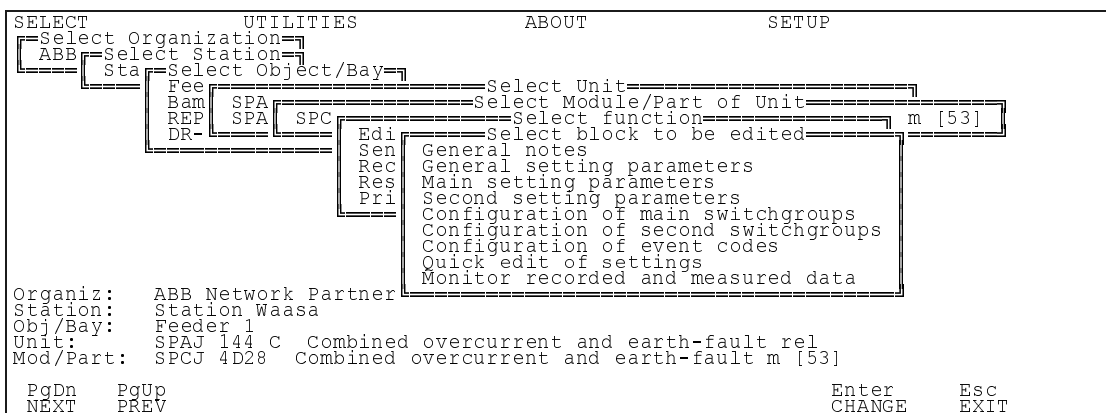 SELECT UTILITIES ABOUT SETUP
Select Organization
ABB Select Station
Sta Select Object/Bay
Fee Select Unit
Bam SPA Select Module/Part of Unit
REP SPA SPC Select function m [53]
DR- Edi Select block to be edited
Sen General notes
Rec General setting parameters
Res Main setting parameters
Pri Second setting parameters
Configuration of main switchgroups
Configuration of second switchgroups
Configuration of event codes
Quick edit of settings
Monitor recorded and measured data
Organiz: ABB Network Partner
Station: Station Waasa
Obj/Bay: Feeder 1
Unit: SPAJ 144 C Combined overcurrent and earth-fault rel
Mod/Part: SPCJ 4D28 Combined overcurrent and earth-fault m [53]
PgDn PgUp Enter Esc
NEXT PREV CHANGE EXIT